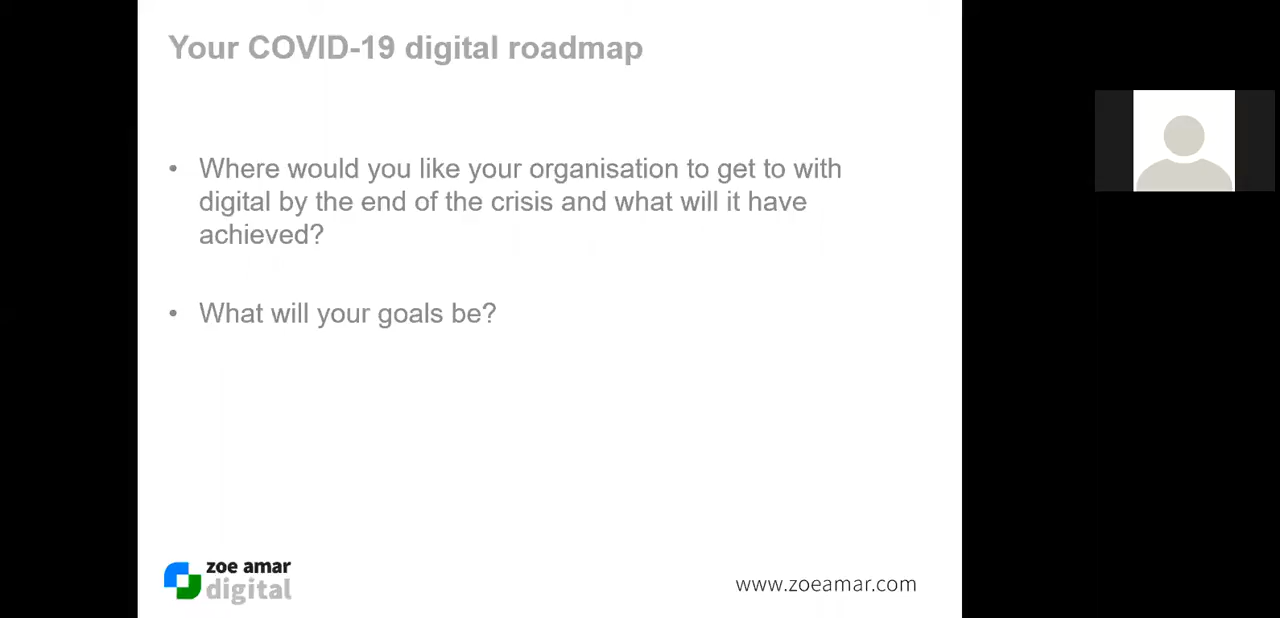 Your COVID-19 digital roadmap
• Where would you like your organisation to get to with
digital by the end of the crisis and what will it have
achieved?
• What will your goals be?
zoe amar
digital
www.zoeamar.com